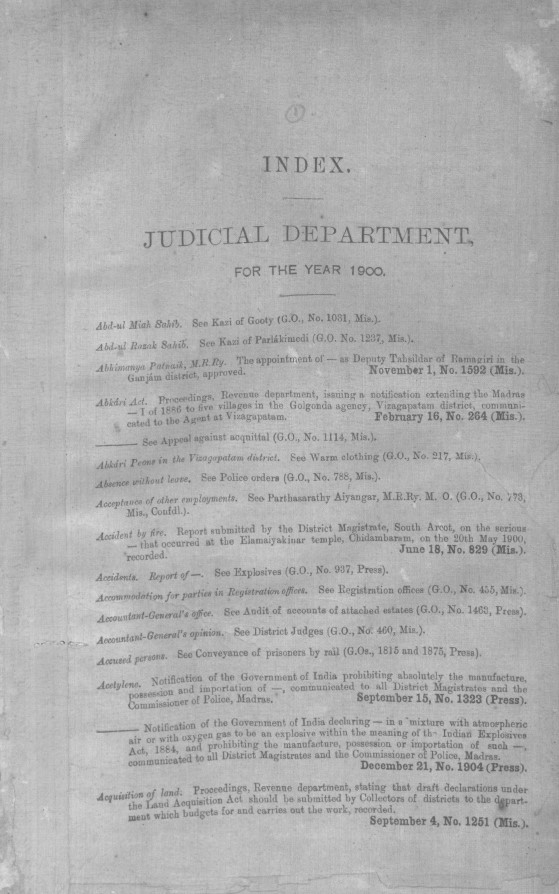 1
INDEX.
JUDICIAL DEPARTMENT,
FOR THE YEAR 1900.
Abd-ul Miah Sahib. See Kazi of Gooty (G.O., No. 1031, Mis.).
Abd-ul Razak Sahib. See Kazi of Parlákimedi (G.O. No. 1237, Mis.).
Abhimanya Patnaik, M.R.Ry. The appointment of — as Deputy Tahsildar of Ramagiri in the
Ganjám district, approved. November 1, No. 1592 (Mis.).
Abkári Act. Proceedings, Revenue department, issuing a notification extending the Madras
— I of 1886 to five villages in the Golgonda agency, Vizagapatam district, communi-
cated to the Agent at Vizagapatam. February 16, No. 264 (Mis.).
——— See Appeal against acquittal (G.O., No. 1114, Mis.).
Abkári Peons in the Vizagapatam district. See Warm clothing (G.O., No. 217, Mis.),
Absence without leave. See Police orders (G.O., No. 788, Mis.).
Acceptance of other employments. See Parthasarathy Aiyangar, M.R.Ry. M. O. (G.O., No. 773,
Mis., Confdl.).
Accident by fire. Report submitted by the District Magistrate, South Arcot, on the serious
— that occurred at the Elamaiyakinar temple, Chidambaram, on the 20th May 1900,
recorded. June 18, No. 829 (Mis.).
Accidents. Report of —. See Explosives (G.O., No. 937, Press).
Accommodation for parties in Registration offices. See Registration offices (G.O., No. 455, Mis.).
Accountant-General's office. See Audit of accounts of attached estates (G.O., No. 1463, Press).
Accountant-General's opinion. See District Judges (G.O., No. 460, Mis.).
Accused persons. See Conveyance of prisoners by rail (G.Os., 1815 and 1875, Press).
Acetylene. Notification of the Government of India prohibiting absolutely the manufacture,
possession and importation of —, communicated to all District Magistrates and the
Commissioner of Police, Madras. September 15, No. 1323 (Press).
——— Notification of the Government of India declaring — in a mixture with atmospheric
air or with oxygen gas to be an explosive within the meaning of the Indian Explosives
Act, 1884, and prohibiting the manufacture, possession or importation of such —,
communicated to all District Magistrates and the Commissioner of Police, Madras.
December 21, No. 1904 (Press).
Acquisition of land. Proceedings, Revenue department, stating that draft declarations under
the Land Acquisition Act should be submitted by Collectors of districts to the depart-
ment which budgets for and carries out the work, recorded.
September 4, No. 1251 (Mis.).